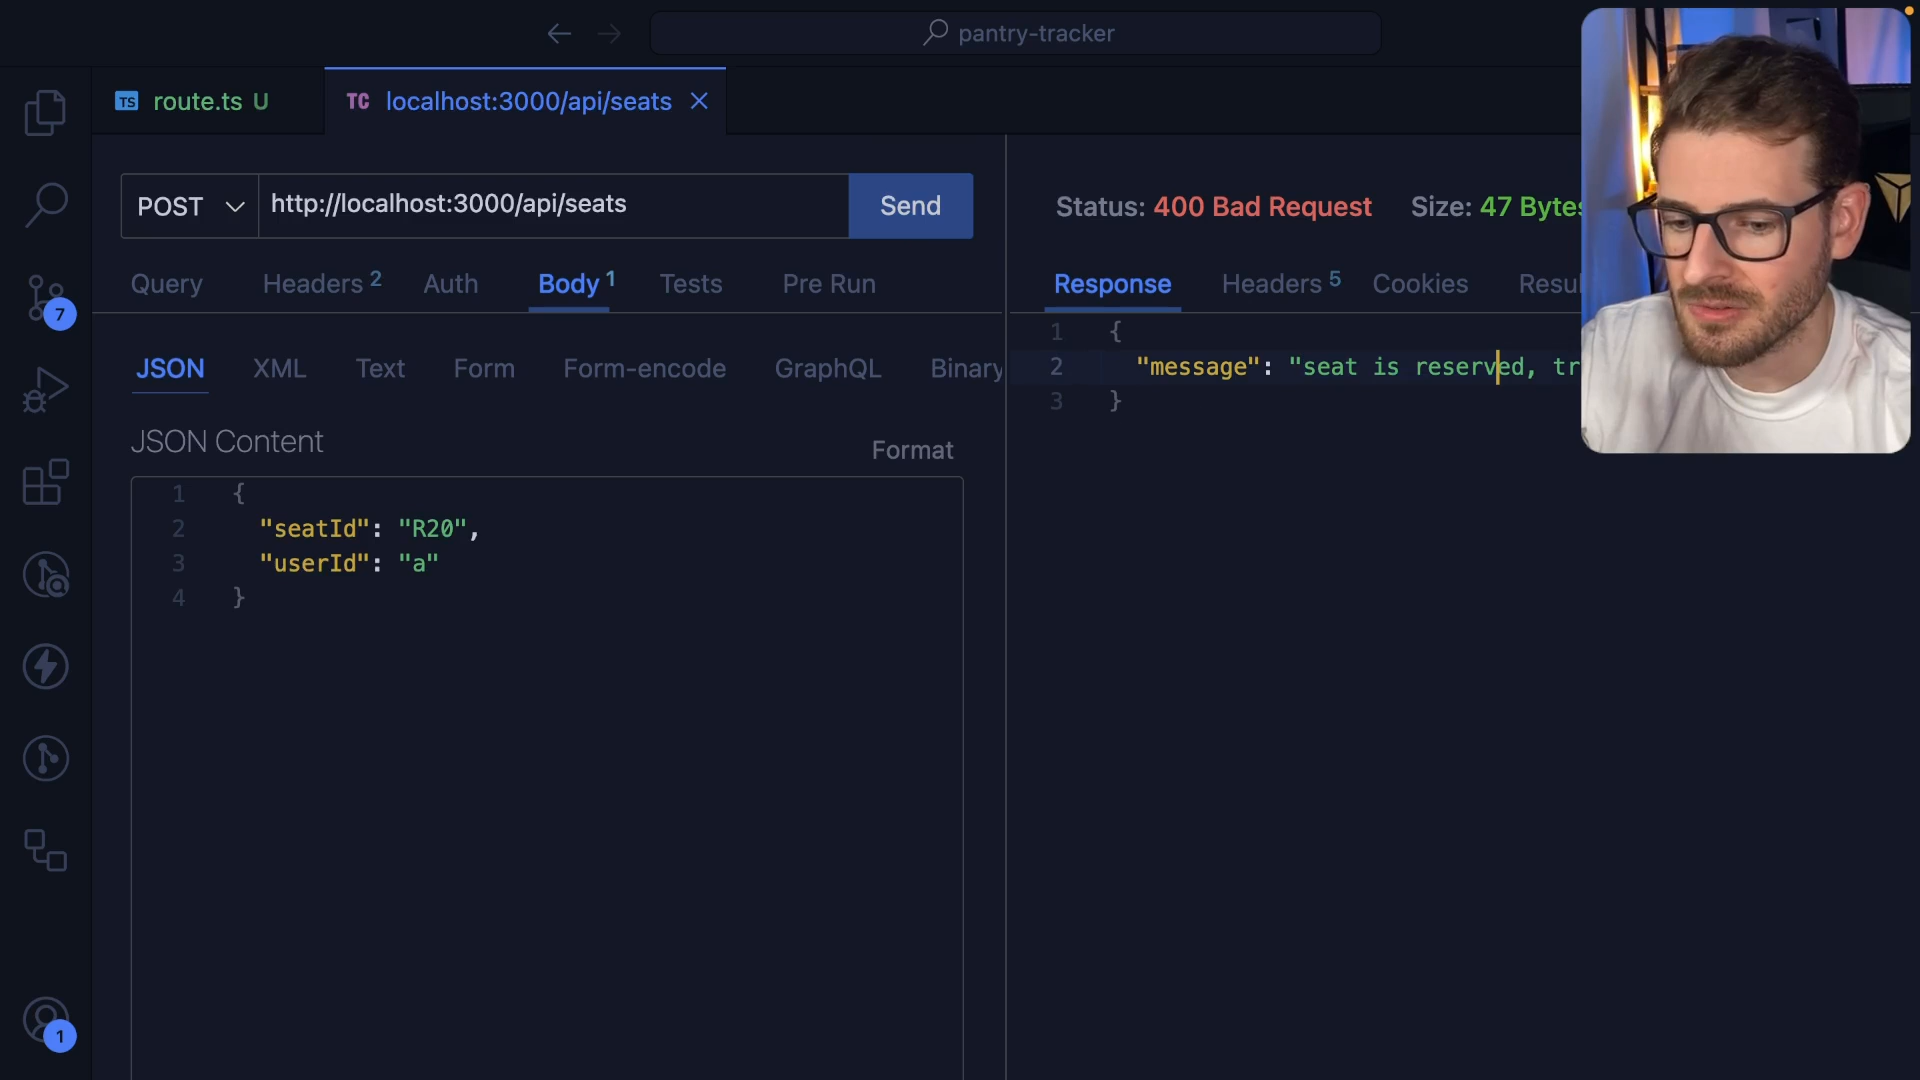 pantry-tracker
TS route.ts U
TC localhost:3000/api/seats
POST http://localhost:3000/api/seats Send
Status: 400 Bad Request Size: 47 Bytes
Query Headers 2 Auth Body 1 Tests Pre Run
Response Headers 5 Cookies
1 {
2 "message": "seat is reserved,
3 }
7
JSON XML Text Form Form-encode GraphQL Binary
JSON Content
Format
1 {
2 "seatId": "R20",
3 "userId": "a"
4 }
1